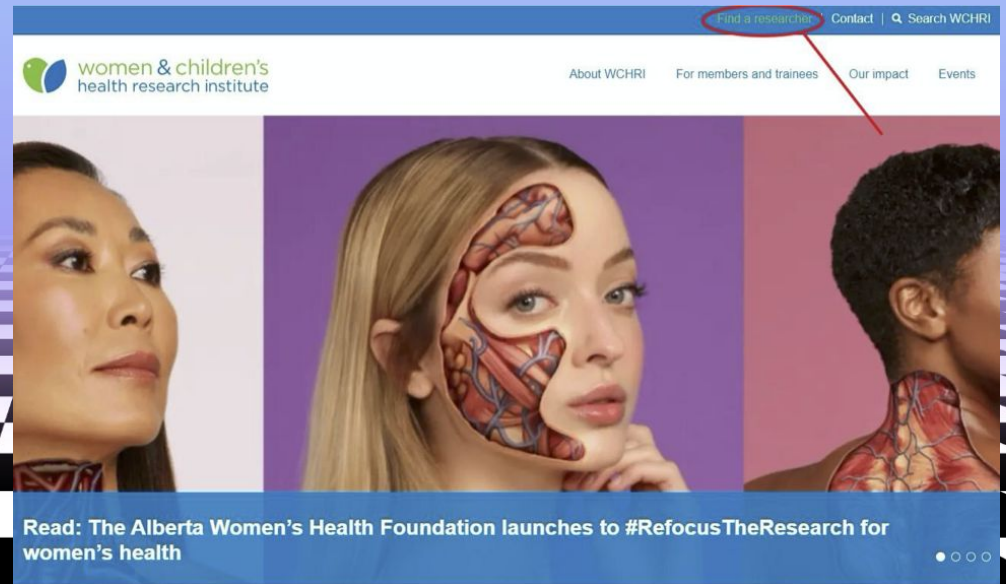 Find a researcher | Contact | Search WCHRI
women & children's
health research institute
About WCHRI For members and trainees Our impact Events
Read: The Alberta Women's Health Foundation launches to #RefocusTheResearch for
women's health